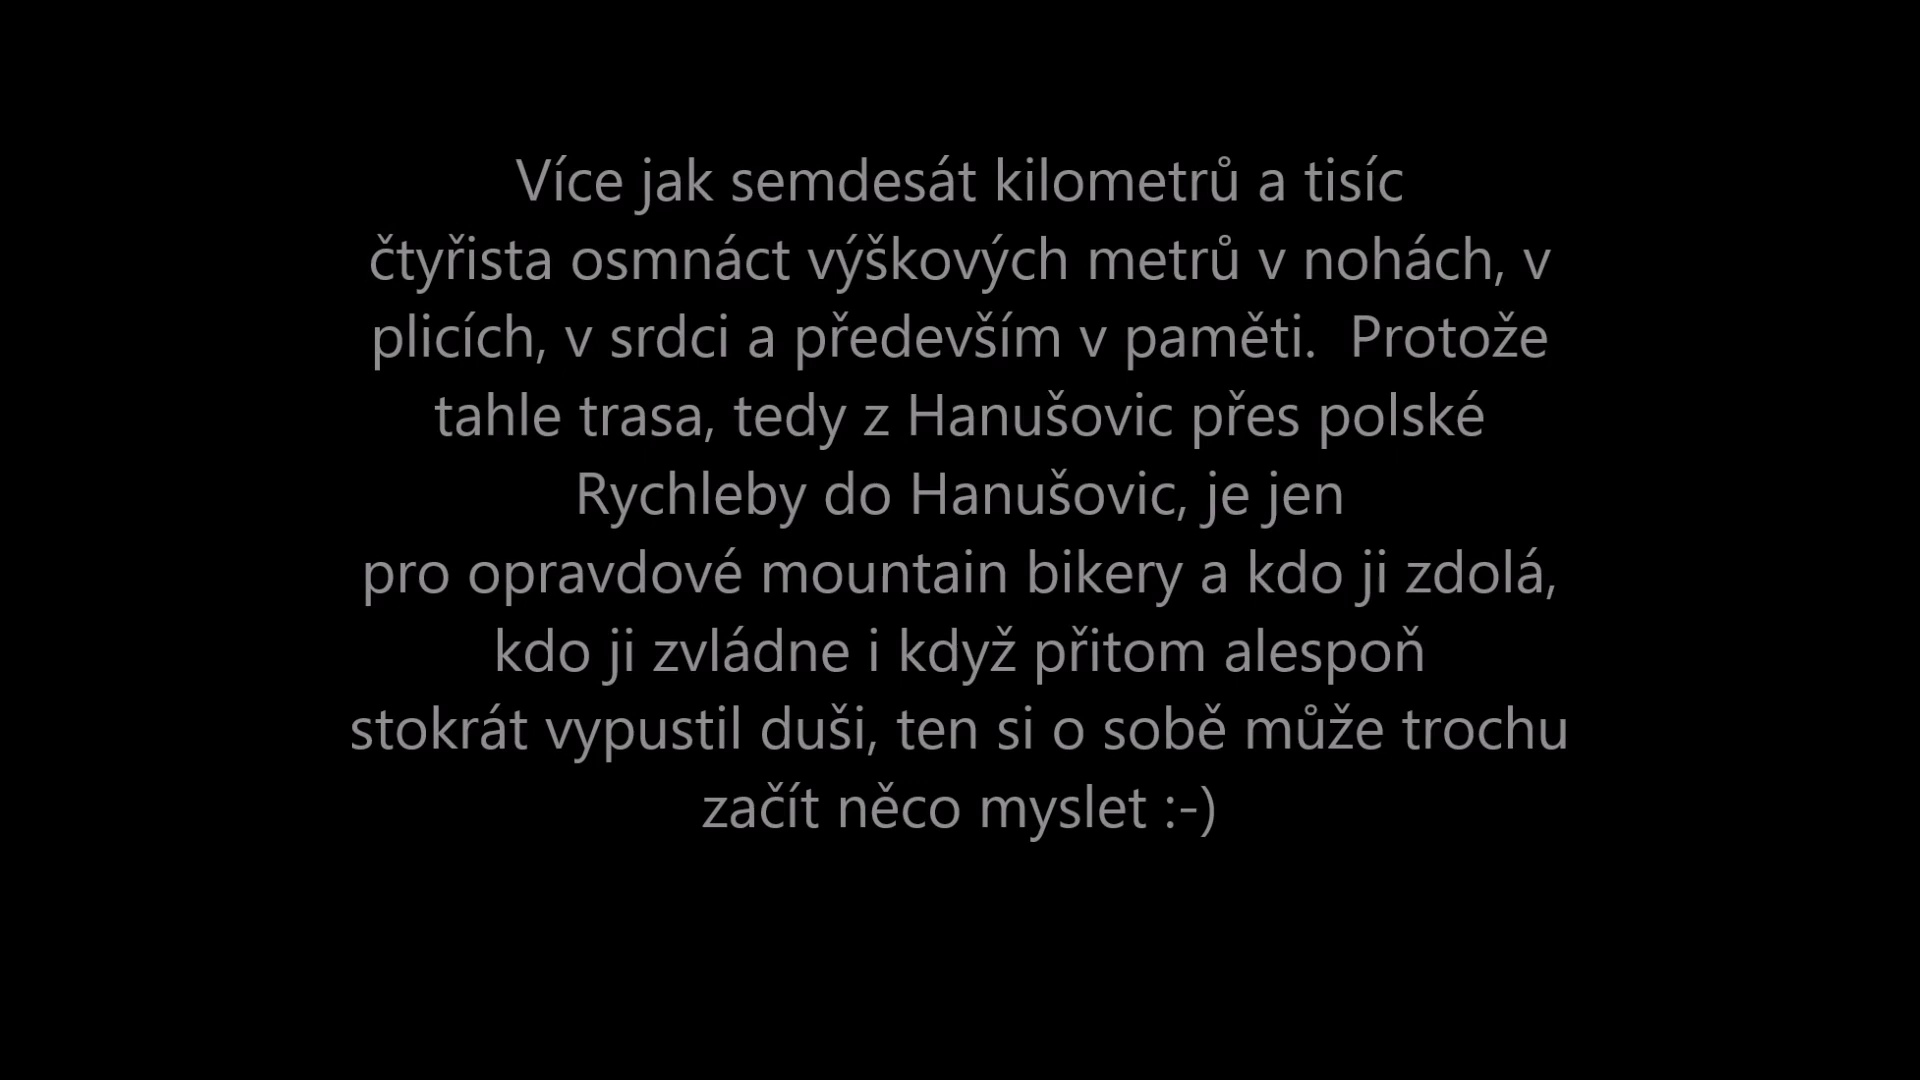 Více jak semdesát kilometrů a tisíc
čtyřista osmnáct výškových metrů v nohách, v
plicích, v srdci a především v paměti.  Protože
tahle trasa, tedy z Hanušovic přes polské
Rychleby do Hanušovic, je jen
pro opravdové mountain bikery a kdo ji zdolá,
kdo ji zvládne i když přitom alespoň
stokrát vypustil duši, ten si o sobě může trochu
začít něco myslet :-)